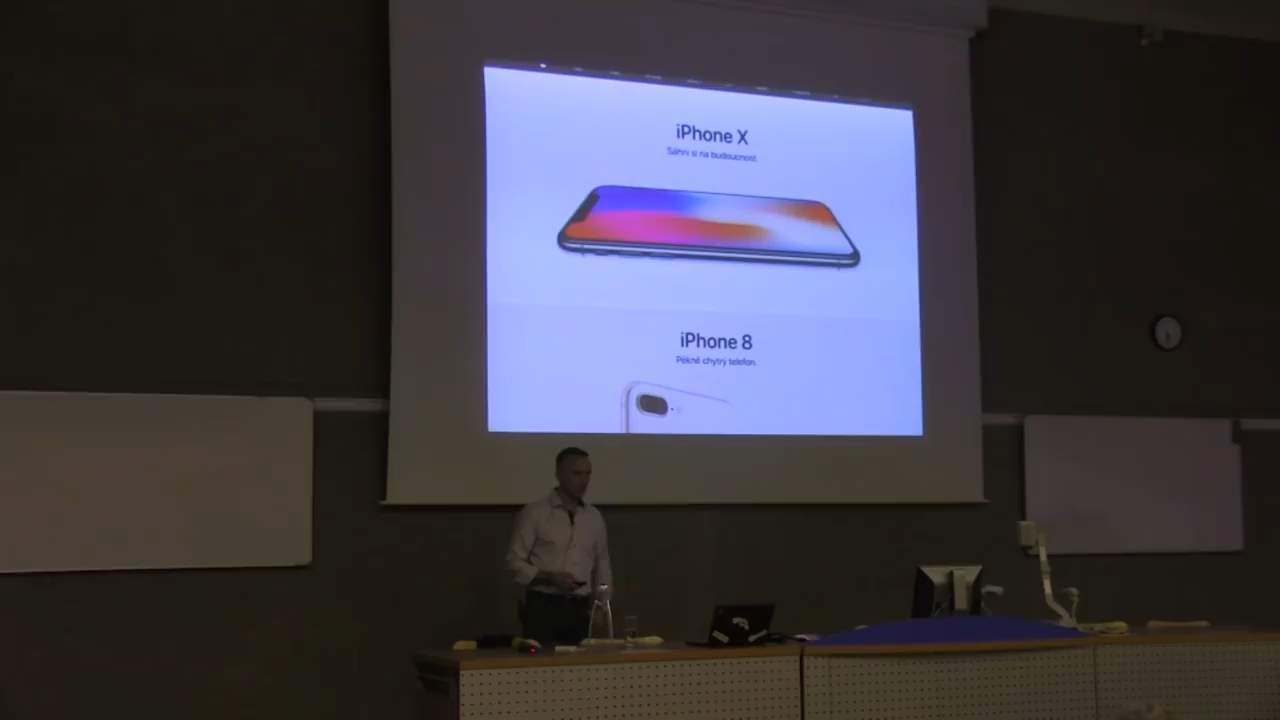 iPhone X
Sáhni si na budoucnost.
iPhone 8
Pěkně chytrý telefon.